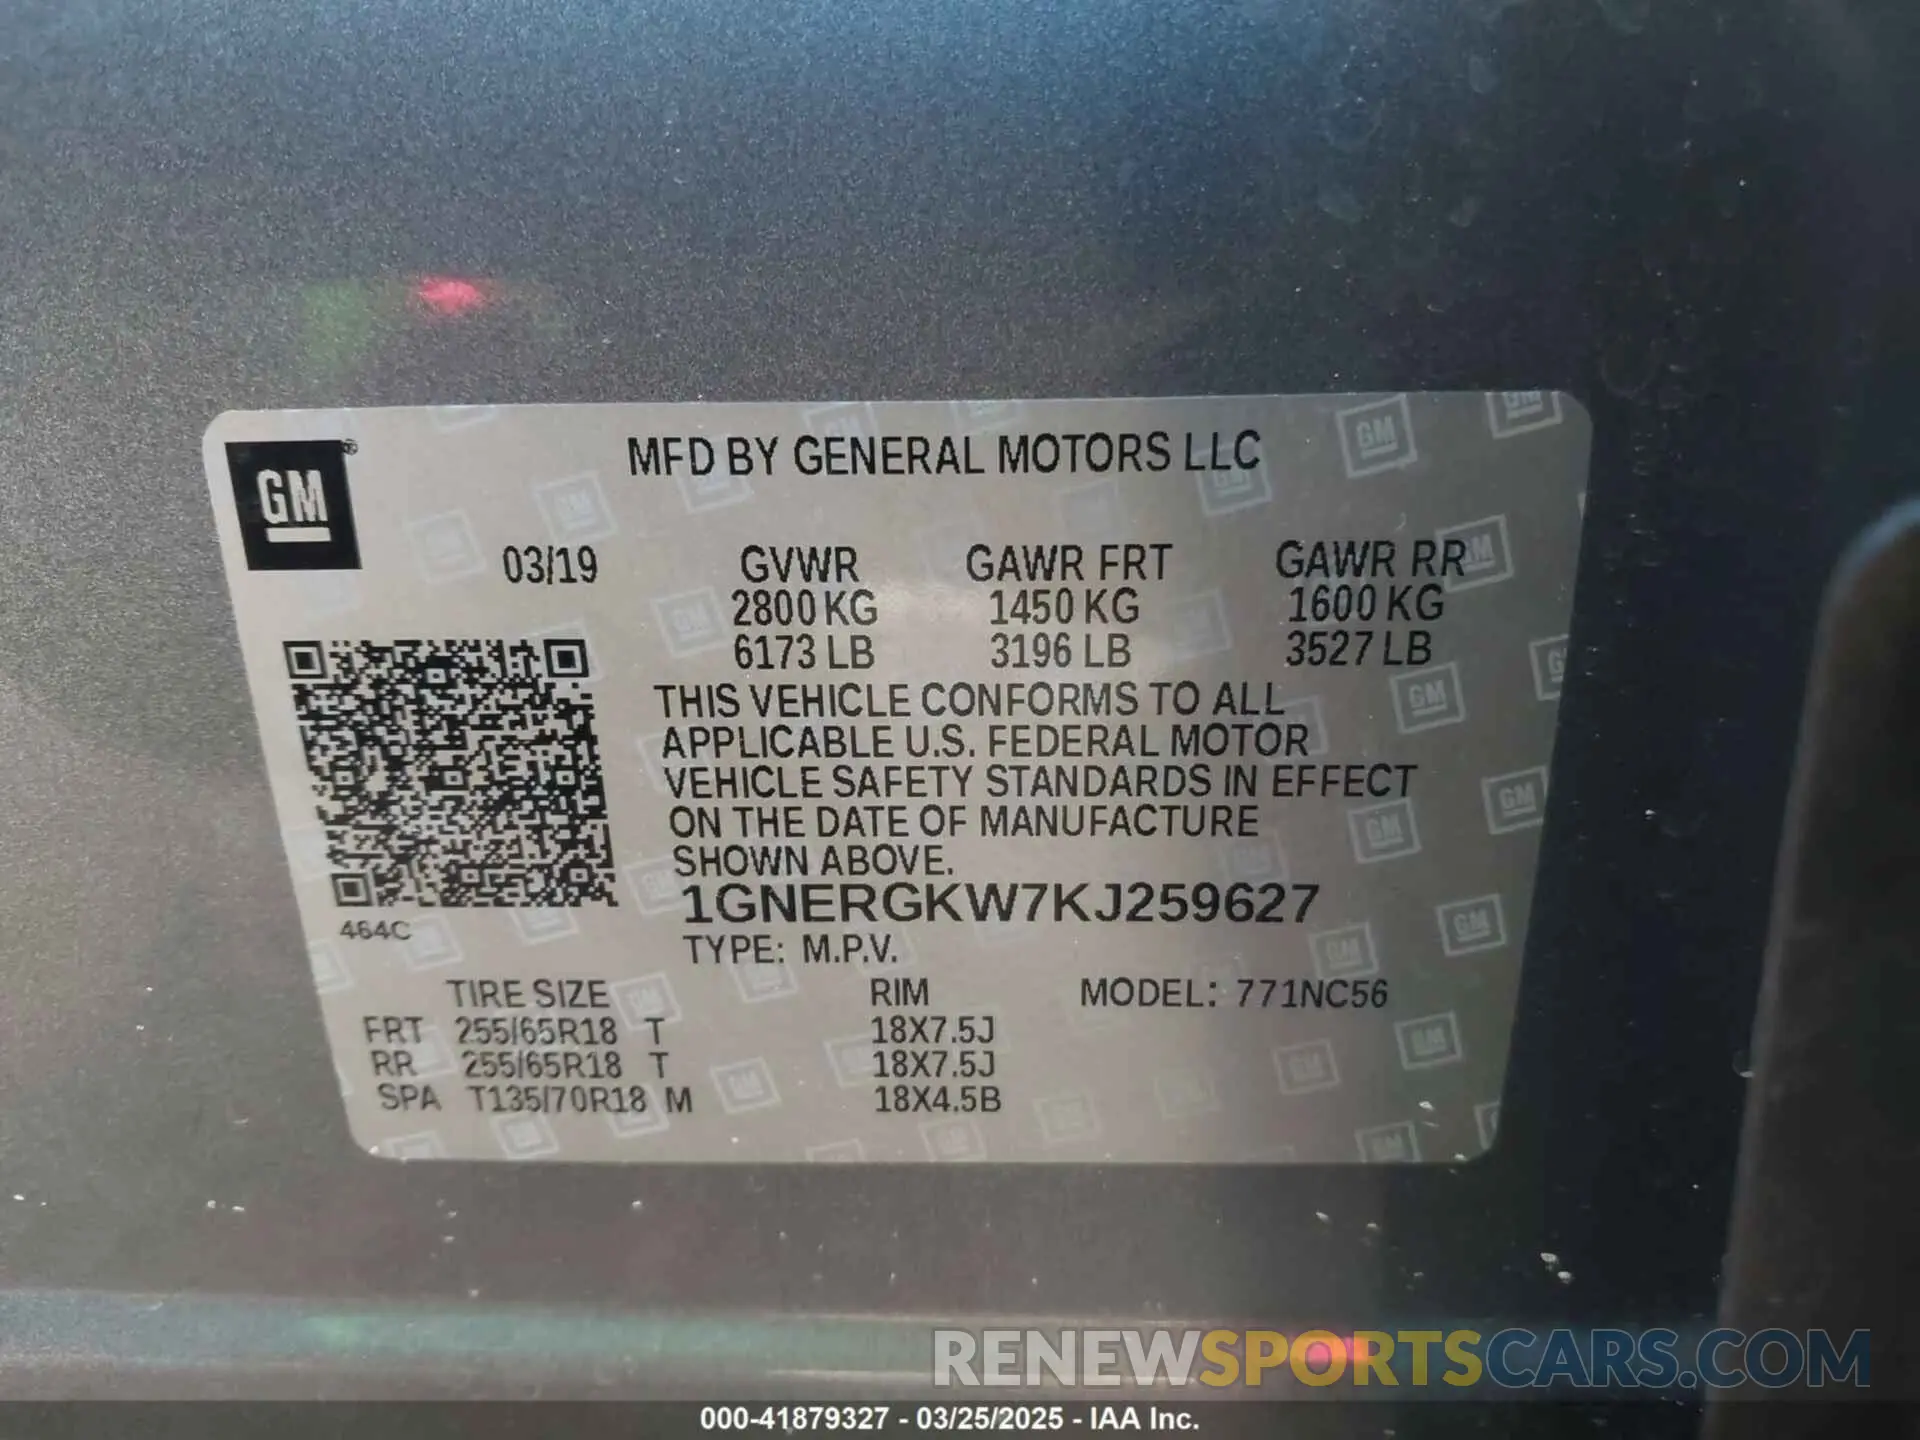 GM
®
MFD BY GENERAL MOTORS LLC
03/19
GVWR GAWR FRT GAWR RR
2800 KG 1450 KG 1600 KG
6173 LB 3196 LB 3527 LB
THIS VEHICLE CONFORMS TO ALL
APPLICABLE U.S. FEDERAL MOTOR
VEHICLE SAFETY STANDARDS IN EFFECT
ON THE DATE OF MANUFACTURE
SHOWN ABOVE.
1GNERGKW7KJ259627
464C
TYPE: M.P.V.
TIRE SIZE RIM MODEL: 771NC56
FRT 255/65R18 T 18X7.5J
RR 255/65R18 T 18X7.5J
SPA T135/70R18 M 18X4.5B
RENEWSPORTSCARS.COM
000-41879327 - 03/25/2025 - IAA Inc.